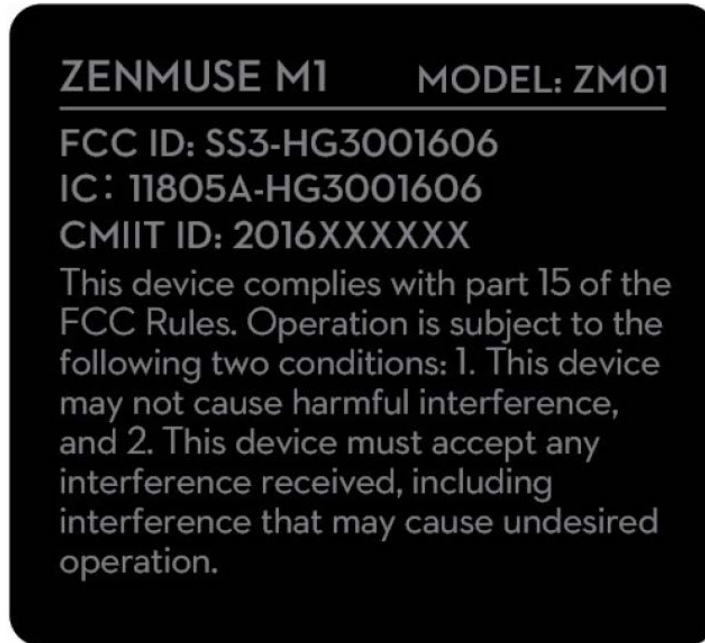 ZENMUSE M1 MODEL: ZM01
FCC ID: SS3-HG3001606
IC: 11805A-HG3001606
CMIIT ID: 2016XXXXXX
This device complies with part 15 of the
FCC Rules. Operation is subject to the
following two conditions: 1. This device
may not cause harmful interference,
and 2. This device must accept any
interference received, including
interference that may cause undesired
operation.